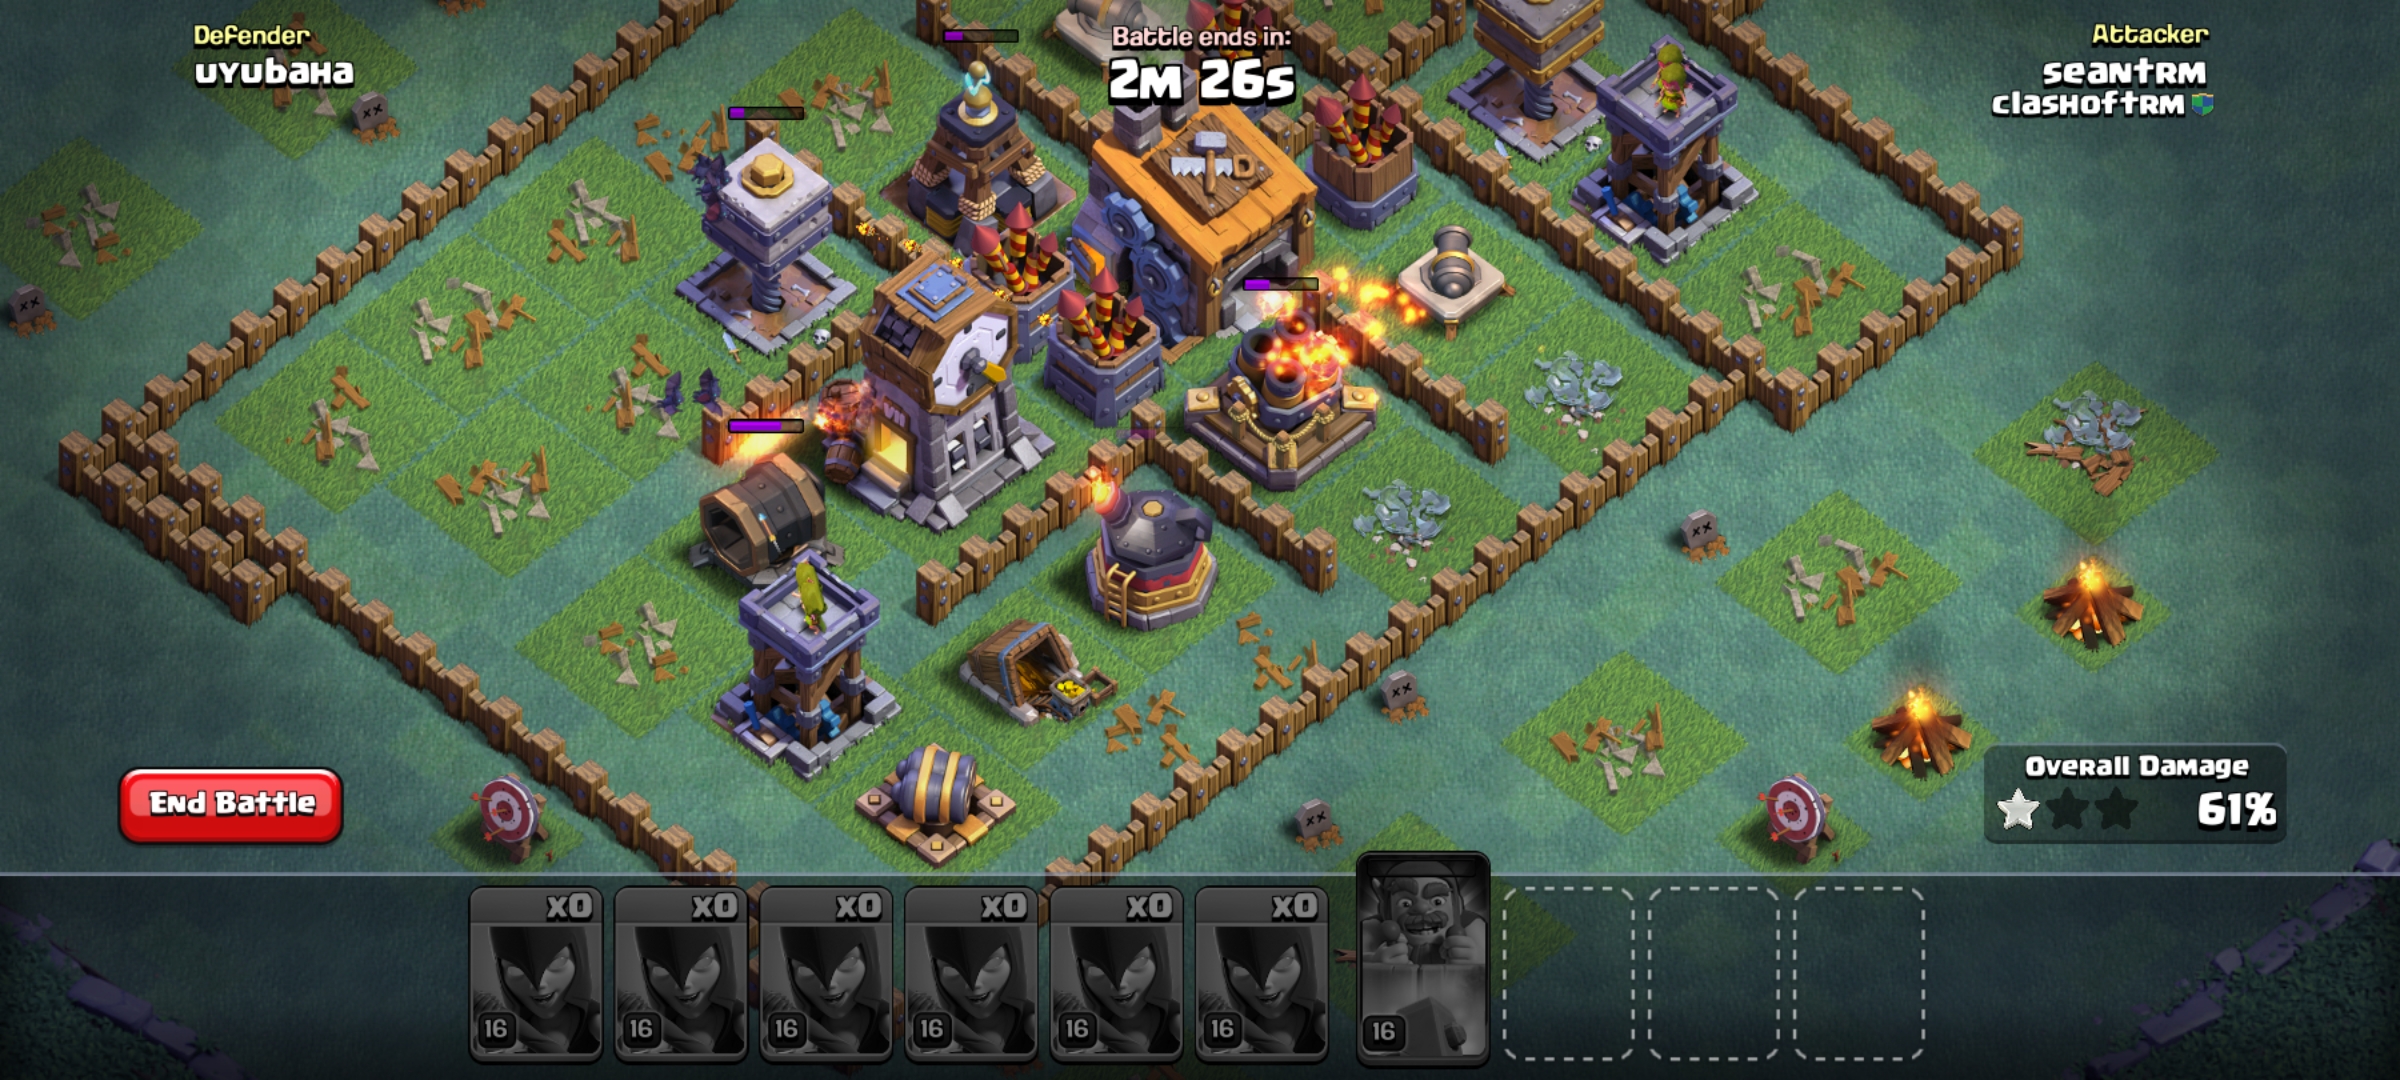 Defender
uyubaha
Battle ends in:
2M 26s
Attacker
seantrm
clashoftrm
End Battle
Overall Damage
61%
x0 x0 x0 x0 x0 x0
16 16 16 16 16 16 16